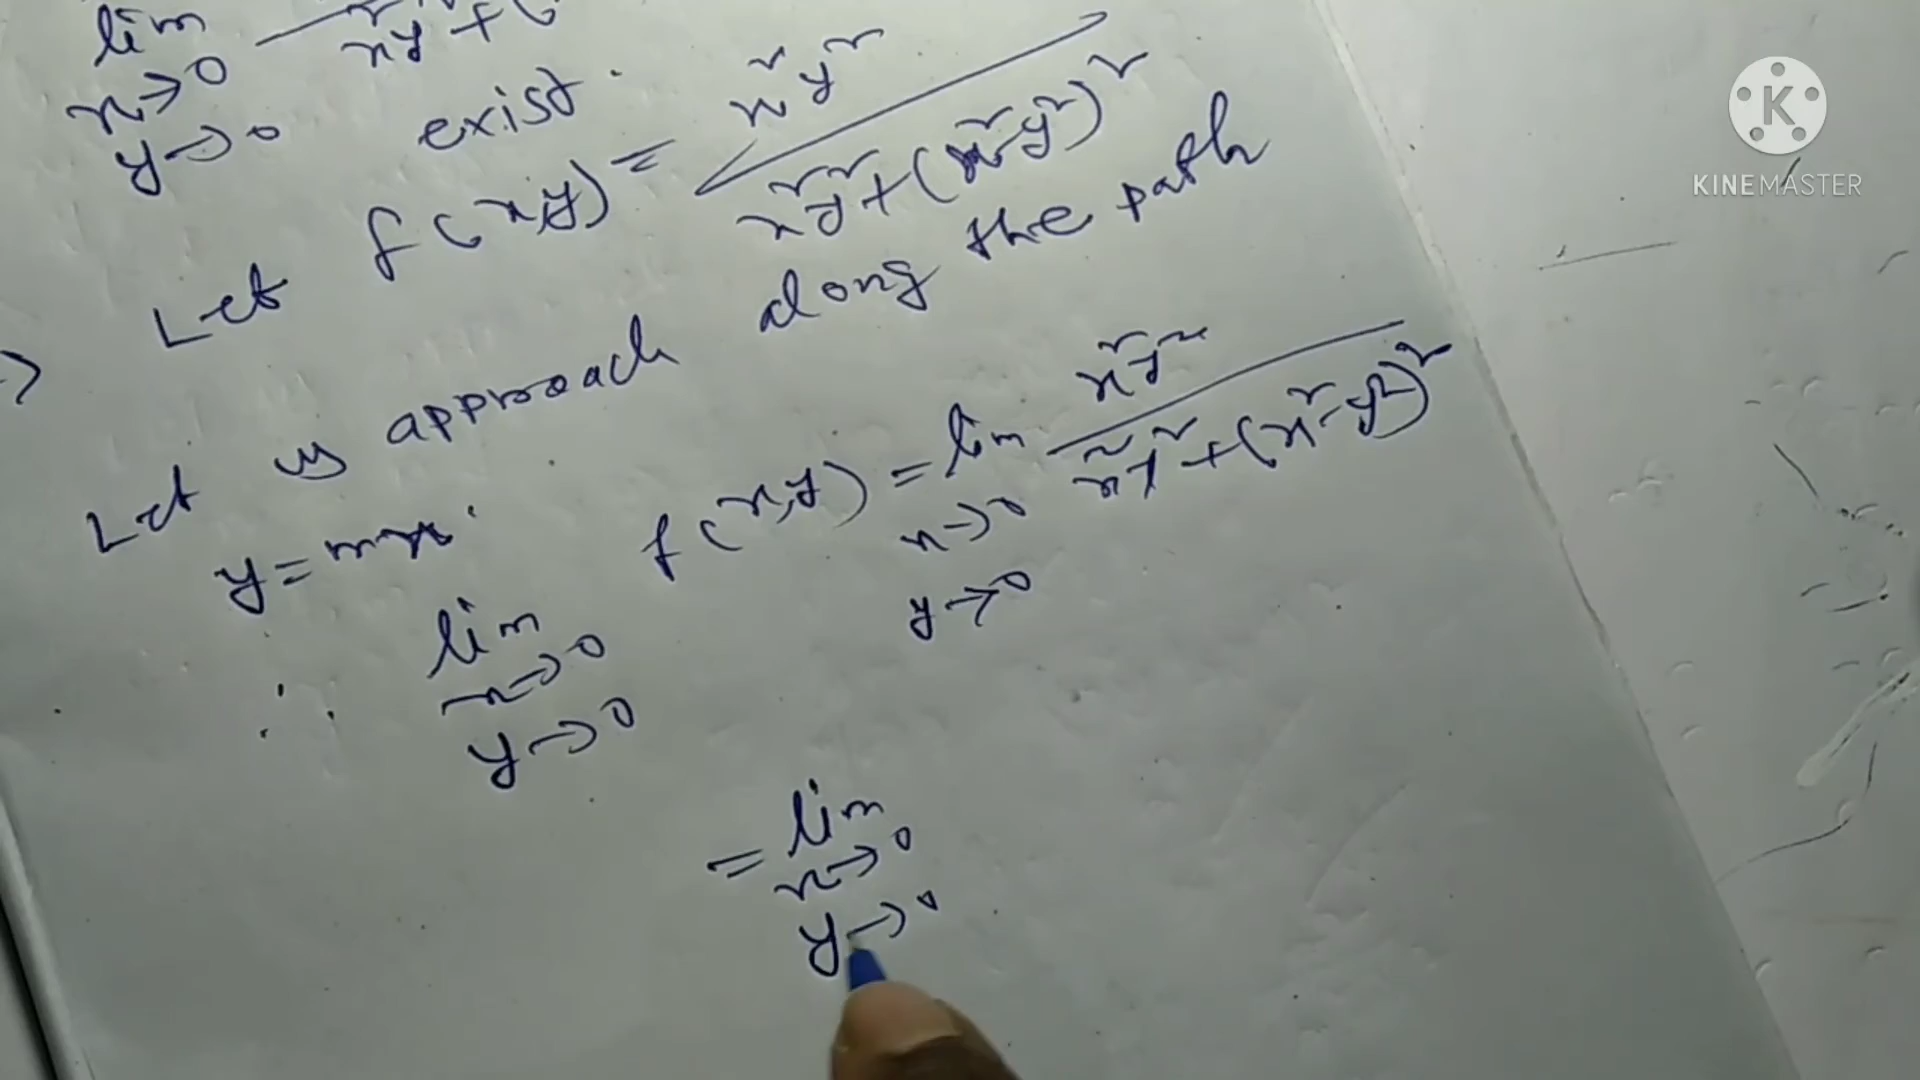 lim x²y² + (
x→0
y→0 exist.
Let f(x,y) = x²y² / x²y² + (x²-y²)²
Let us approach along the path
y = mx.
∴ lim x→0 y→0 f(x,y) = lim x→0 y→0 x²y² / x²y² + (x²-y²)²
= lim x→0 y→0
KINEMASTER